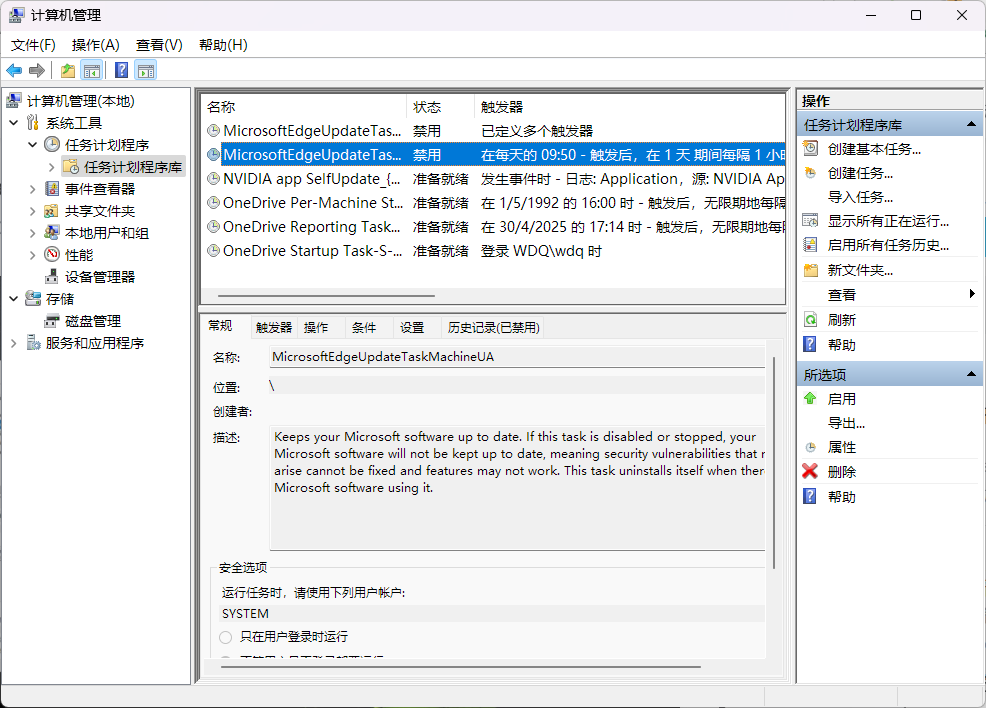 计算机管理
文件(F) 操作(A) 查看(V) 帮助(H)
计算机管理(本地)
系统工具
任务计划程序
任务计划程序库
事件查看器
共享文件夹
本地用户和组
性能
设备管理器
存储
磁盘管理
服务和应用程序
名称 状态 触发器
MicrosoftEdgeUpdateTas... 禁用 已定义多个触发器
MicrosoftEdgeUpdateTas... 禁用 在每天的 09:50 - 触发后，在 1 天 期间每隔 1 小时
NVIDIA app SelfUpdate_{... 准备就绪 发生事件时 - 日志: Application，源: NVIDIA Ap
OneDrive Per-Machine St... 准备就绪 在 1/5/1992 的 16:00 时 - 触发后，无限期地每隔
OneDrive Reporting Task... 准备就绪 在 30/4/2025 的 17:14 时 - 触发后，无限期地每隔
OneDrive Startup Task-S-... 准备就绪 登录 WDQ\wdq 时
常规 触发器 操作 条件 设置 历史记录(已禁用)
名称: MicrosoftEdgeUpdateTaskMachineUA
位置: \
创建者:
描述: Keeps your Microsoft software up to date. If this task is disabled or stopped, your
Microsoft software will not be kept up to date, meaning security vulnerabilities that
arise cannot be fixed and features may not work. This task uninstalls itself when ther
Microsoft software using it.
安全选项
运行任务时，请使用下列用户帐户:
SYSTEM
只在用户登录时运行
操作
任务计划程序库
创建基本任务...
创建任务...
导入任务...
显示所有正在运行...
启用所有任务历史...
新文件夹...
查看
刷新
帮助
所选项
启用
导出...
属性
删除
帮助